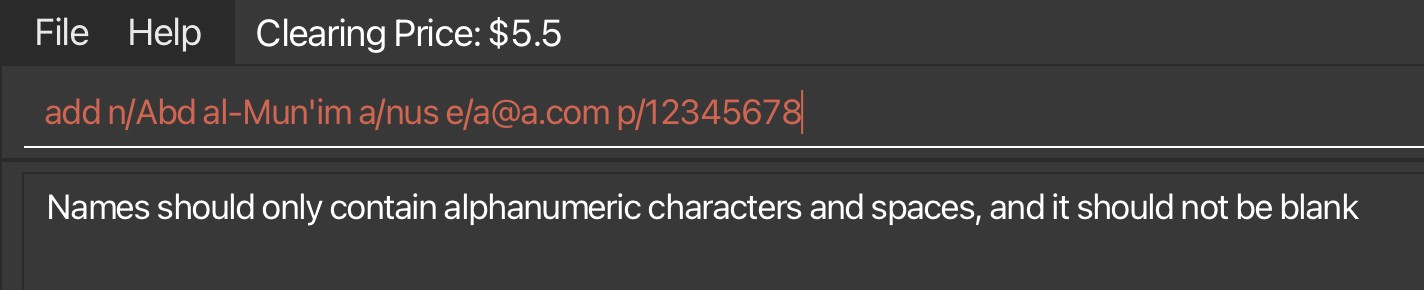 File Help Clearing Price: $5.5
add n/Abd al-Mun'im a/nus e/a@a.com p/12345678
Names should only contain alphanumeric characters and spaces, and it should not be blank